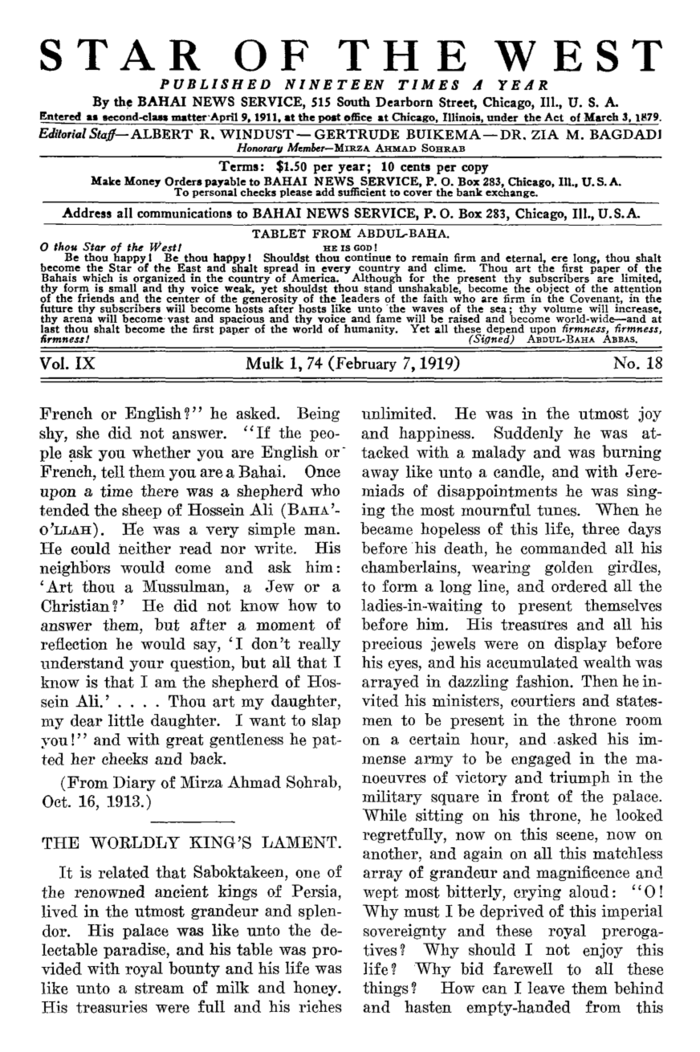 STAR OF THE WEST
PUBLISHED NINETEEN TIMES A YEAR
By the BAHAI NEWS SERVICE, 515 South Dearborn Street, Chicago, Ill., U. S. A.
Entered as second-class matter April 9, 1911, at the post office at Chicago, Illinois, under the Act of March 3, 1879.
Editorial Staff—ALBERT R. WINDUST—GERTRUDE BUIKEMA—DR. ZIA M. BAGDADI
Honorary Member—MIRZA AHMAD SOHRAB
Terms: $1.50 per year; 10 cents per copy
Make Money Orders payable to BAHAI NEWS SERVICE, P. O. Box 283, Chicago, Ill., U.S.A.
To personal checks please add sufficient to cover the bank exchange.
Address all communications to BAHAI NEWS SERVICE, P. O. Box 283, Chicago, Ill., U.S.A.
TABLET FROM ABDUL-BAHA.
O thou Star of the West! HE IS GOD!
Be thou happy! Be thou happy! Shouldst thou continue to remain firm and eternal, ere long, thou shalt
become the Star of the East and shalt spread in every country and clime. Thou art the first paper of the
Bahais which is organized in the country of America. Although for the present thy subscribers are limited,
thy form is small and thy voice weak, yet shouldst thou stand unshakable, become the object of the attention
of the friends and the center of the generosity of the leaders of the faith who are firm in the Covenant, in the
future thy subscribers will become hosts after hosts like unto the waves of the sea; thy volume will increase,
thy arena will become vast and spacious and thy voice and fame will be raised and become world-wide—and at
last thou shalt become the first paper of the world of humanity. Yet all these depend upon firmness, firmness,
firmness! (Signed) ABDUL-BAHA ABBAS.
Vol. IX Mulk 1, 74 (February 7, 1919) No. 18
French or English?" he asked. Being
shy, she did not answer. "If the peo-
ple ask you whether you are English or
French, tell them you are a Bahai. Once
upon a time there was a shepherd who
tended the sheep of Hossein Ali (BAHA'-
O'LLAH). He was a very simple man.
He could neither read nor write. His
neighbors would come and ask him:
'Art thou a Mussulman, a Jew or a
Christian?' He did not know how to
answer them, but after a moment of
reflection he would say, 'I don't really
understand your question, but all that I
know is that I am the shepherd of Hos-
sein Ali.' . . . . Thou art my daughter,
my dear little daughter. I want to slap
you!" and with great gentleness he pat-
ted her cheeks and back.
(From Diary of Mirza Ahmad Sohrab,
Oct. 16, 1913.)
THE WORLDLY KING'S LAMENT.
It is related that Saboktakeen, one of
the renowned ancient kings of Persia,
lived in the utmost grandeur and splen-
dor. His palace was like unto the de-
lectable paradise, and his table was pro-
vided with royal bounty and his life was
like unto a stream of milk and honey.
His treasuries were full and his riches
unlimited. He was in the utmost joy
and happiness. Suddenly he was at-
tacked with a malady and was burning
away like unto a candle, and with Jere-
miads of disappointments he was sing-
ing the most mournful tunes. When he
became hopeless of this life, three days
before his death, he commanded all his
chamberlains, wearing golden girdles,
to form a long line, and ordered all the
ladies-in-waiting to present themselves
before him. His treasures and all his
precious jewels were on display before
his eyes, and his accumulated wealth was
arrayed in dazzling fashion. Then he in-
vited his ministers, courtiers and states-
men to be present in the throne room
on a certain hour, and asked his im-
mense army to be engaged in the ma-
noeuvres of victory and triumph in the
military square in front of the palace.
While sitting on his throne, he looked
regretfully, now on this scene, now on
another, and again on all this matchless
array of grandeur and magnificence and
wept most bitterly, crying aloud: "O!
Why must I be deprived of this imperial
sovereignty and these royal preroga-
tives? Why should I not enjoy this
life? Why bid farewell to all these
things? How can I leave them behind
and hasten empty-handed from this